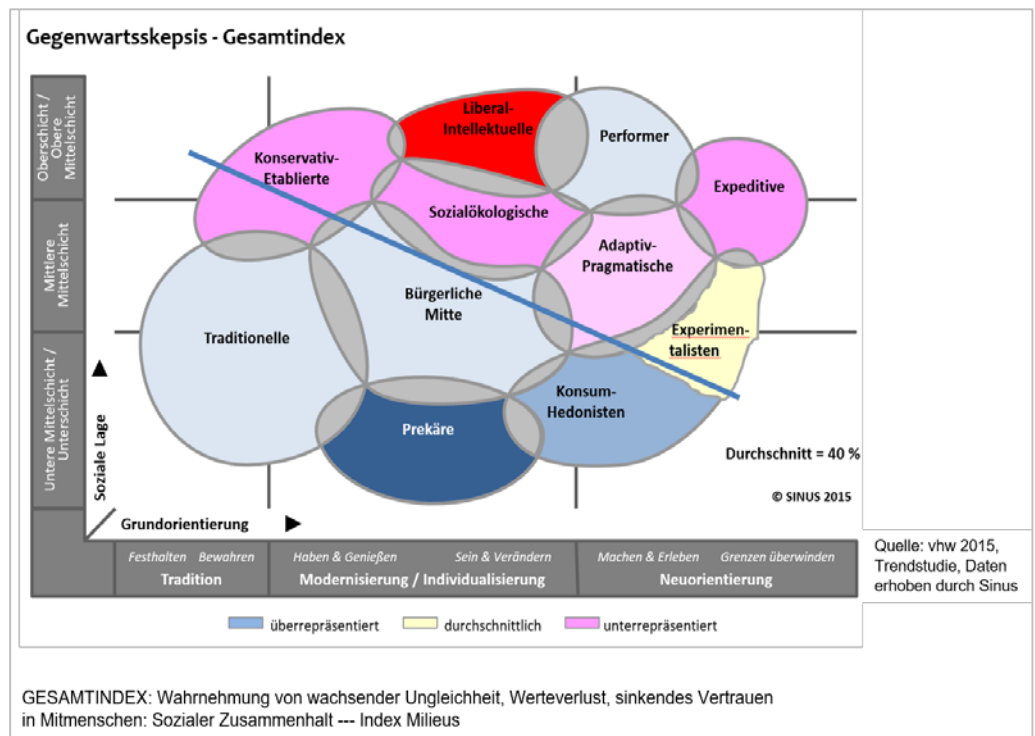 Gegenwartsskepsis - Gesamtindex
Oberschicht /
Obere
Mittelschicht
Mittlere
Mittelschicht
Untere Mittelschicht /
Unterschicht
Soziale Lage
Liberal-
Intellektuelle
Performer
Konservativ-
Etablierte
Expeditive
Sozialökologische
Adaptiv-
Pragmatische
Bürgerliche
Mitte
Traditionelle
Experimen-
talisten
Konsum-
Hedonisten
Prekäre
Durchschnitt = 40 %
© SINUS 2015
Grundorientierung
Festhalten Bewahren
Tradition
Haben & Genießen Sein & Verändern
Modernisierung / Individualisierung
Machen & Erleben Grenzen überwinden
Neuorientierung
Quelle: vhw 2015,
Trendstudie, Daten
erhoben durch Sinus
überrepräsentiert durchschnittlich unterrepräsentiert
GESAMTINDEX: Wahrnehmung von wachsender Ungleichheit, Werteverlust, sinkendes Vertrauen
in Mitmenschen: Sozialer Zusammenhalt --- Index Milieus